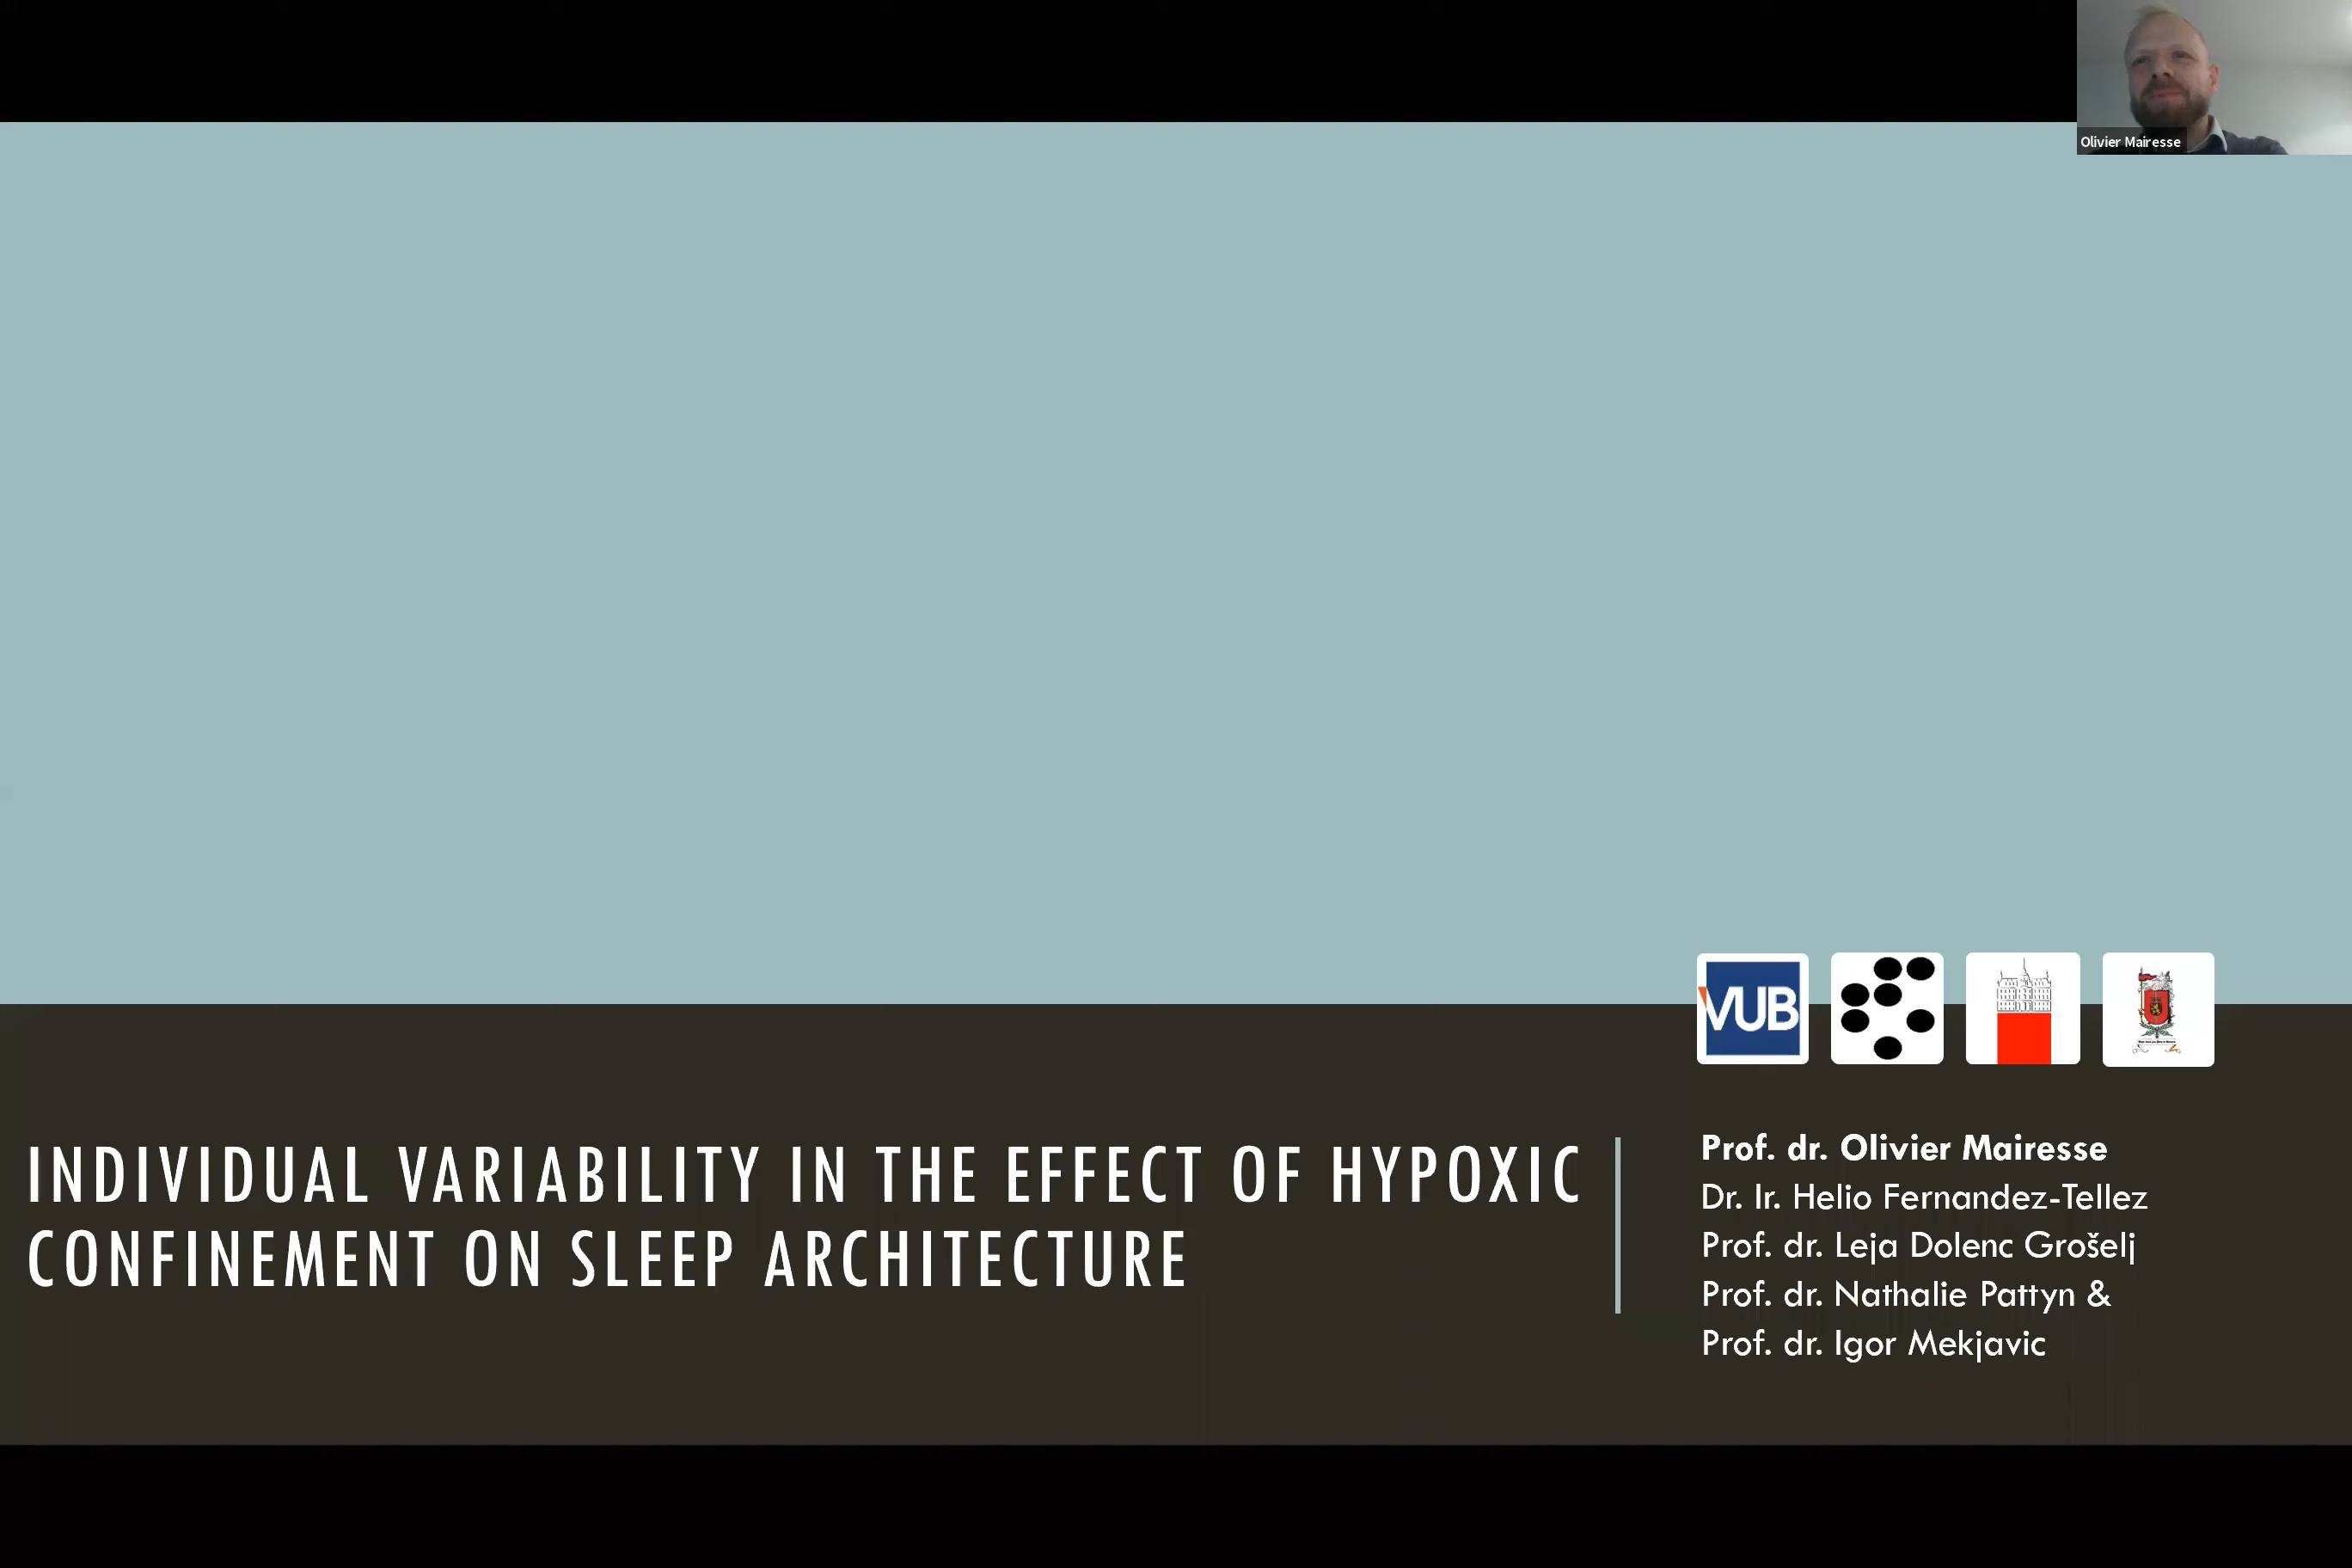 Olivier Mairesse
VUB
INDIVIDUAL VARIABILITY IN THE EFFECT OF HYPOXIC
CONFINEMENT ON SLEEP ARCHITECTURE
Prof. dr. Olivier Mairesse
Dr. Ir. Helio Fernandez-Tellez
Prof. dr. Leja Dolenc Grošelj
Prof. dr. Nathalie Pattyn &
Prof. dr. Igor Mekjavic